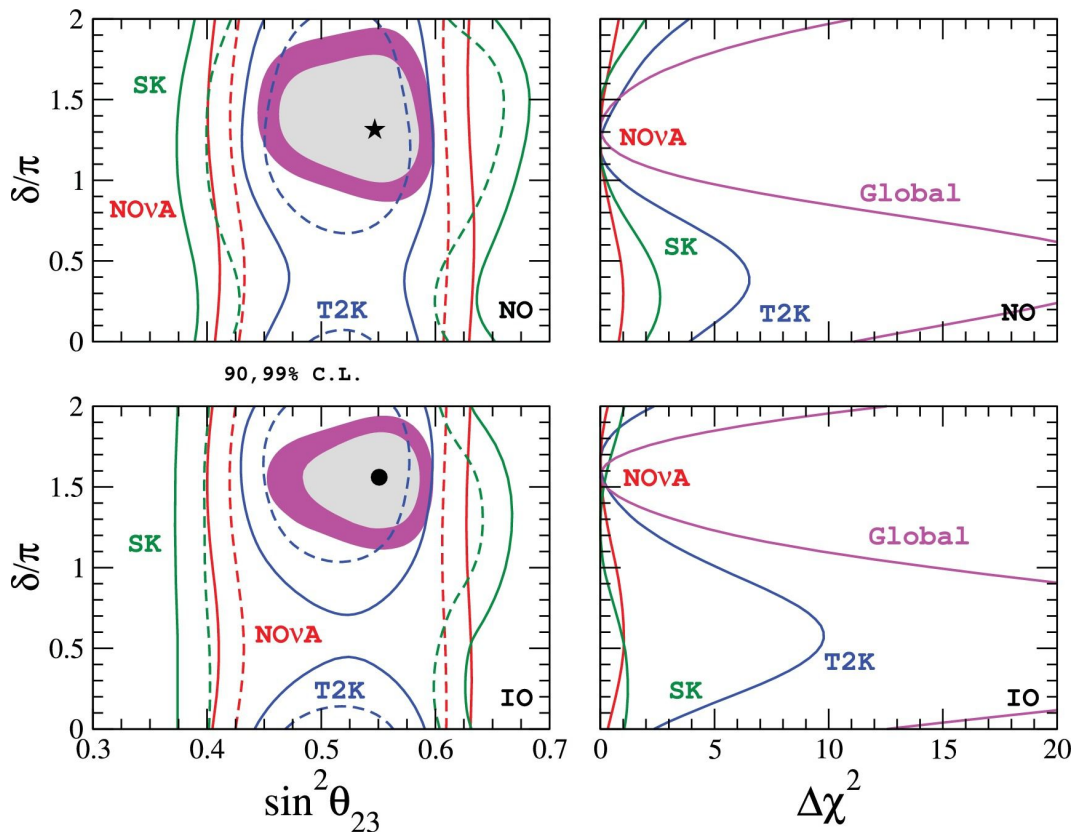 2
1.5
1
0.5
0
δ/π
SK
NOνA
T2K
NO
NOνA
Global
SK
T2K
NO
90,99% C.L.
2
1.5
1
0.5
0
δ/π
SK
NOνA
T2K
IO
NOνA
Global
T2K
SK
IO
0.3 0.4 0.5 0.6 0.7
0 5 10 15 20
sin²θ₂₃
Δχ²